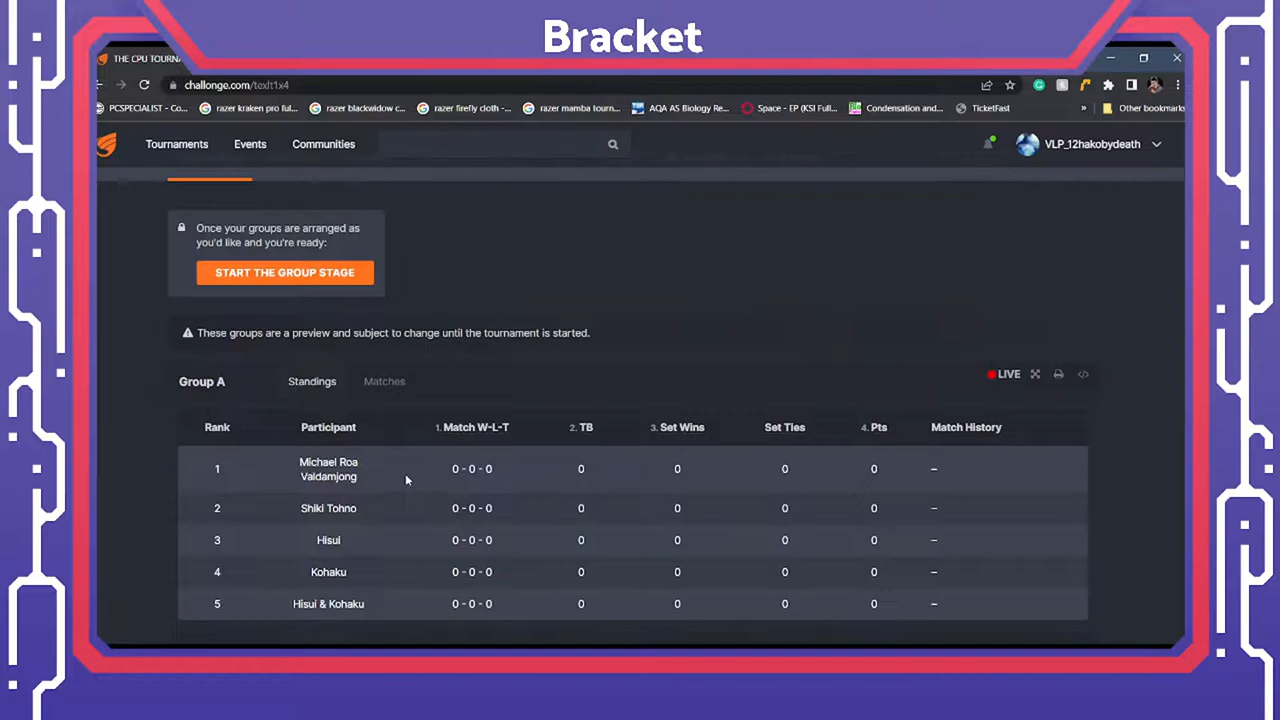 Bracket
THE CPU TOURNA
challonge.com/texlt1x4
PCSPECIALIST - Co... razer kraken pro ful... razer blackwidow c... razer firefly cloth -... razer mamba tourn... AQA AS Biology Re... Space - EP (KSI Full... Condensation and... TicketFast » Other bookmarks
Tournaments Events Communities VLP_12hakobydeath
Once your groups are arranged as
you'd like and you're ready:
START THE GROUP STAGE
These groups are a preview and subject to change until the tournament is started.
Group A Standings Matches LIVE
Rank Participant 1. Match W-L-T 2. TB 3. Set Wins Set Ties 4. Pts Match History
1 Michael Roa Valdamjong 0 - 0 - 0 0 0 0 0 –
2 Shiki Tohno 0 - 0 - 0 0 0 0 0 –
3 Hisui 0 - 0 - 0 0 0 0 0 –
4 Kohaku 0 - 0 - 0 0 0 0 0 –
5 Hisui & Kohaku 0 - 0 - 0 0 0 0 0 –